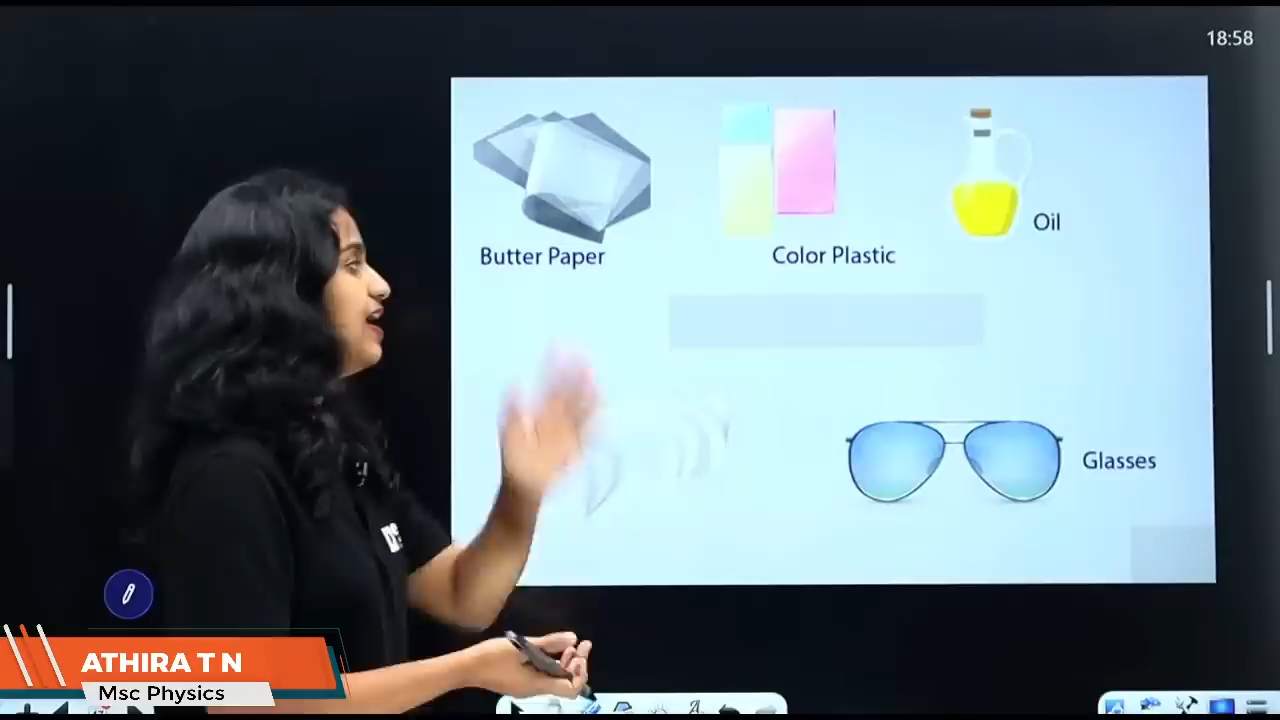 18:58
Butter Paper
Color Plastic
Oil
Glasses
ATHIRA T N
Msc Physics